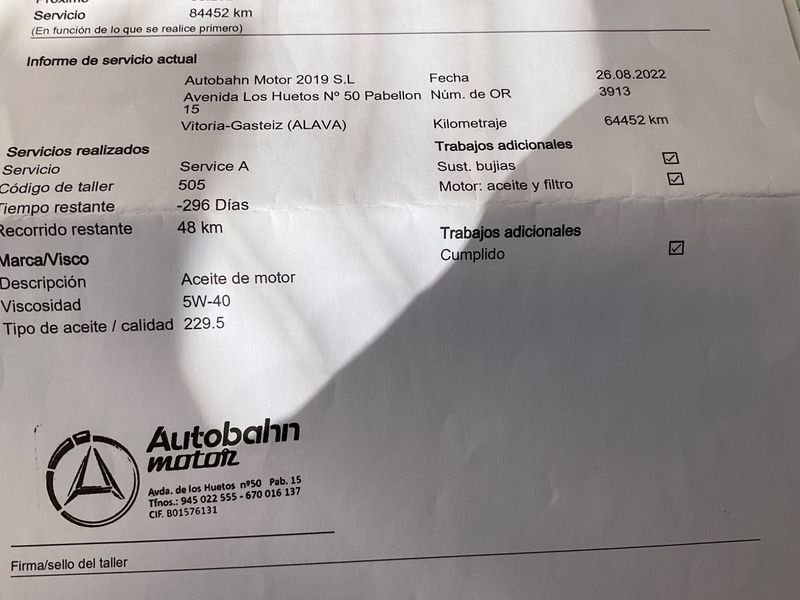 Servicio 84452 km
(En función de lo que se realice primero)
Informe de servicio actual
Autobahn Motor 2019 S.L Fecha 26.08.2022
Avenida Los Huetos Nº 50 Pabellon Núm. de OR 3913
15
Vitoria-Gasteiz (ALAVA) Kilometraje 64452 km
Servicios realizados Trabajos adicionales
Servicio Service A Sust. bujias ☑
Código de taller 505 Motor: aceite y filtro ☑
Tiempo restante -296 Días
Recorrido restante 48 km Trabajos adicionales
Marca/Visco Cumplido ☑
Descripción Aceite de motor
Viscosidad 5W-40
Tipo de aceite / calidad 229.5
Autobahn
motor
Avda. de los Huetos nº50 Pab. 15
Tfnos.: 945 022 555 - 670 016 137
CIF. B01576131
Firma/sello del taller